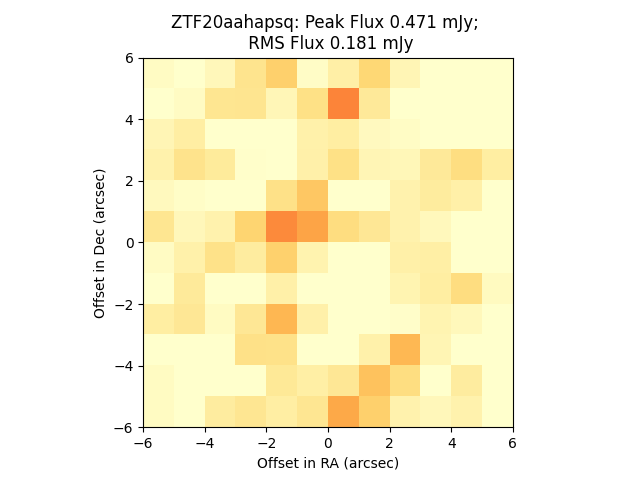 ZTF20aahapsq: Peak Flux 0.471 mJy;
RMS Flux 0.181 mJy
6
4
2
0
−2
−4
−6
Offset in Dec (arcsec)
−6 −4 −2 0 2 4 6
Offset in RA (arcsec)